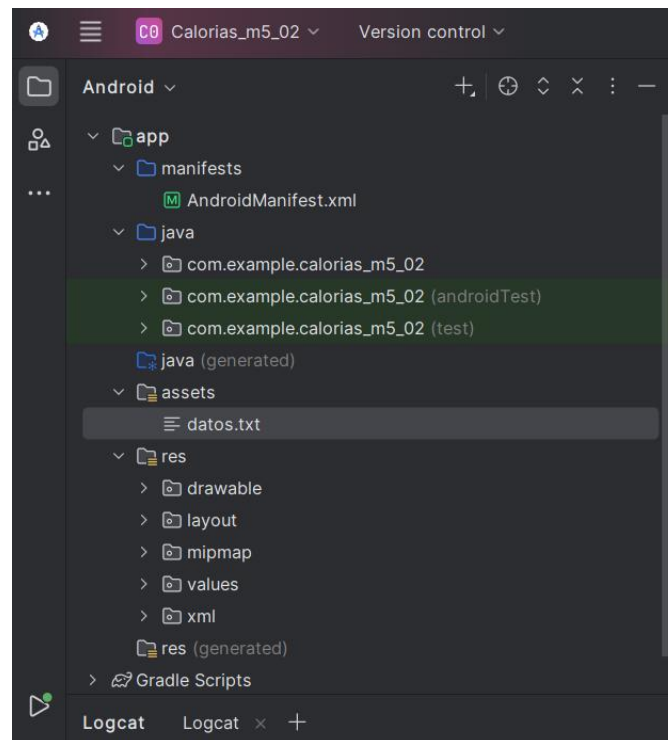 C0 Calorias_m5_02 Version control
Android
app
manifests
M AndroidManifest.xml
java
com.example.calorias_m5_02
com.example.calorias_m5_02 (androidTest)
com.example.calorias_m5_02 (test)
java (generated)
assets
datos.txt
res
drawable
layout
mipmap
values
xml
res (generated)
Gradle Scripts
Logcat Logcat